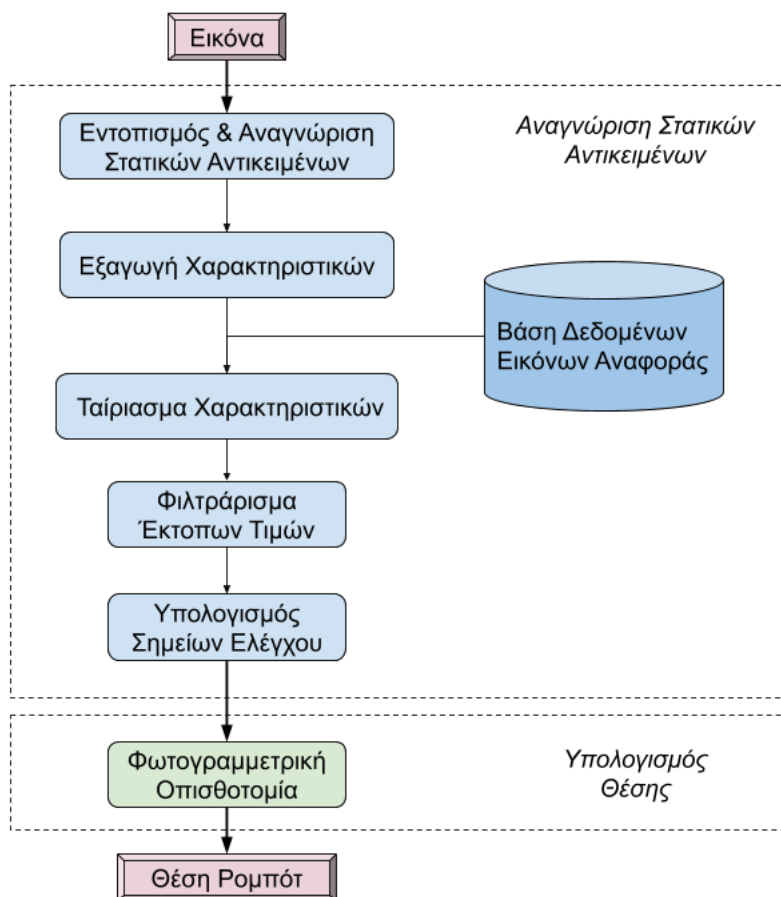 Εικόνα
Εντοπισμός & Αναγνώριση
Στατικών Αντικειμένων
Αναγνώριση Στατικών
Αντικειμένων
Εξαγωγή Χαρακτηριστικών
Βάση Δεδομένων
Εικόνων Αναφοράς
Ταίριασμα Χαρακτηριστικών
Φιλτράρισμα
Έκτοπων Τιμών
Υπολογισμός
Σημείων Ελέγχου
Φωτογραμμετρική
Οπισθοτομία
Υπολογισμός
Θέσης
Θέση Ρομπότ